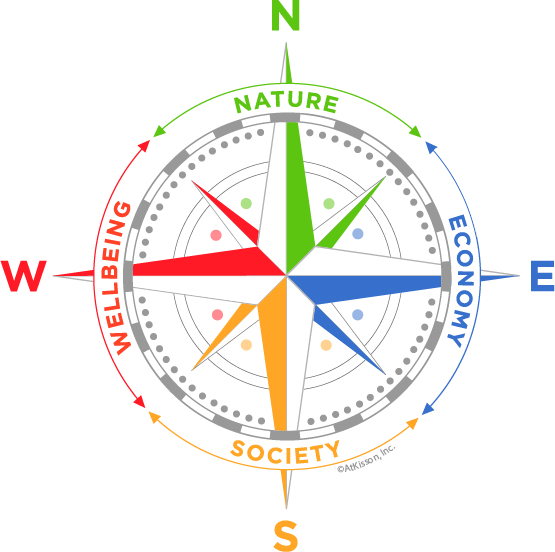 N
NATURE
W
WELLBEING
ECONOMY
E
SOCIETY
©AtKisson, Inc.
S